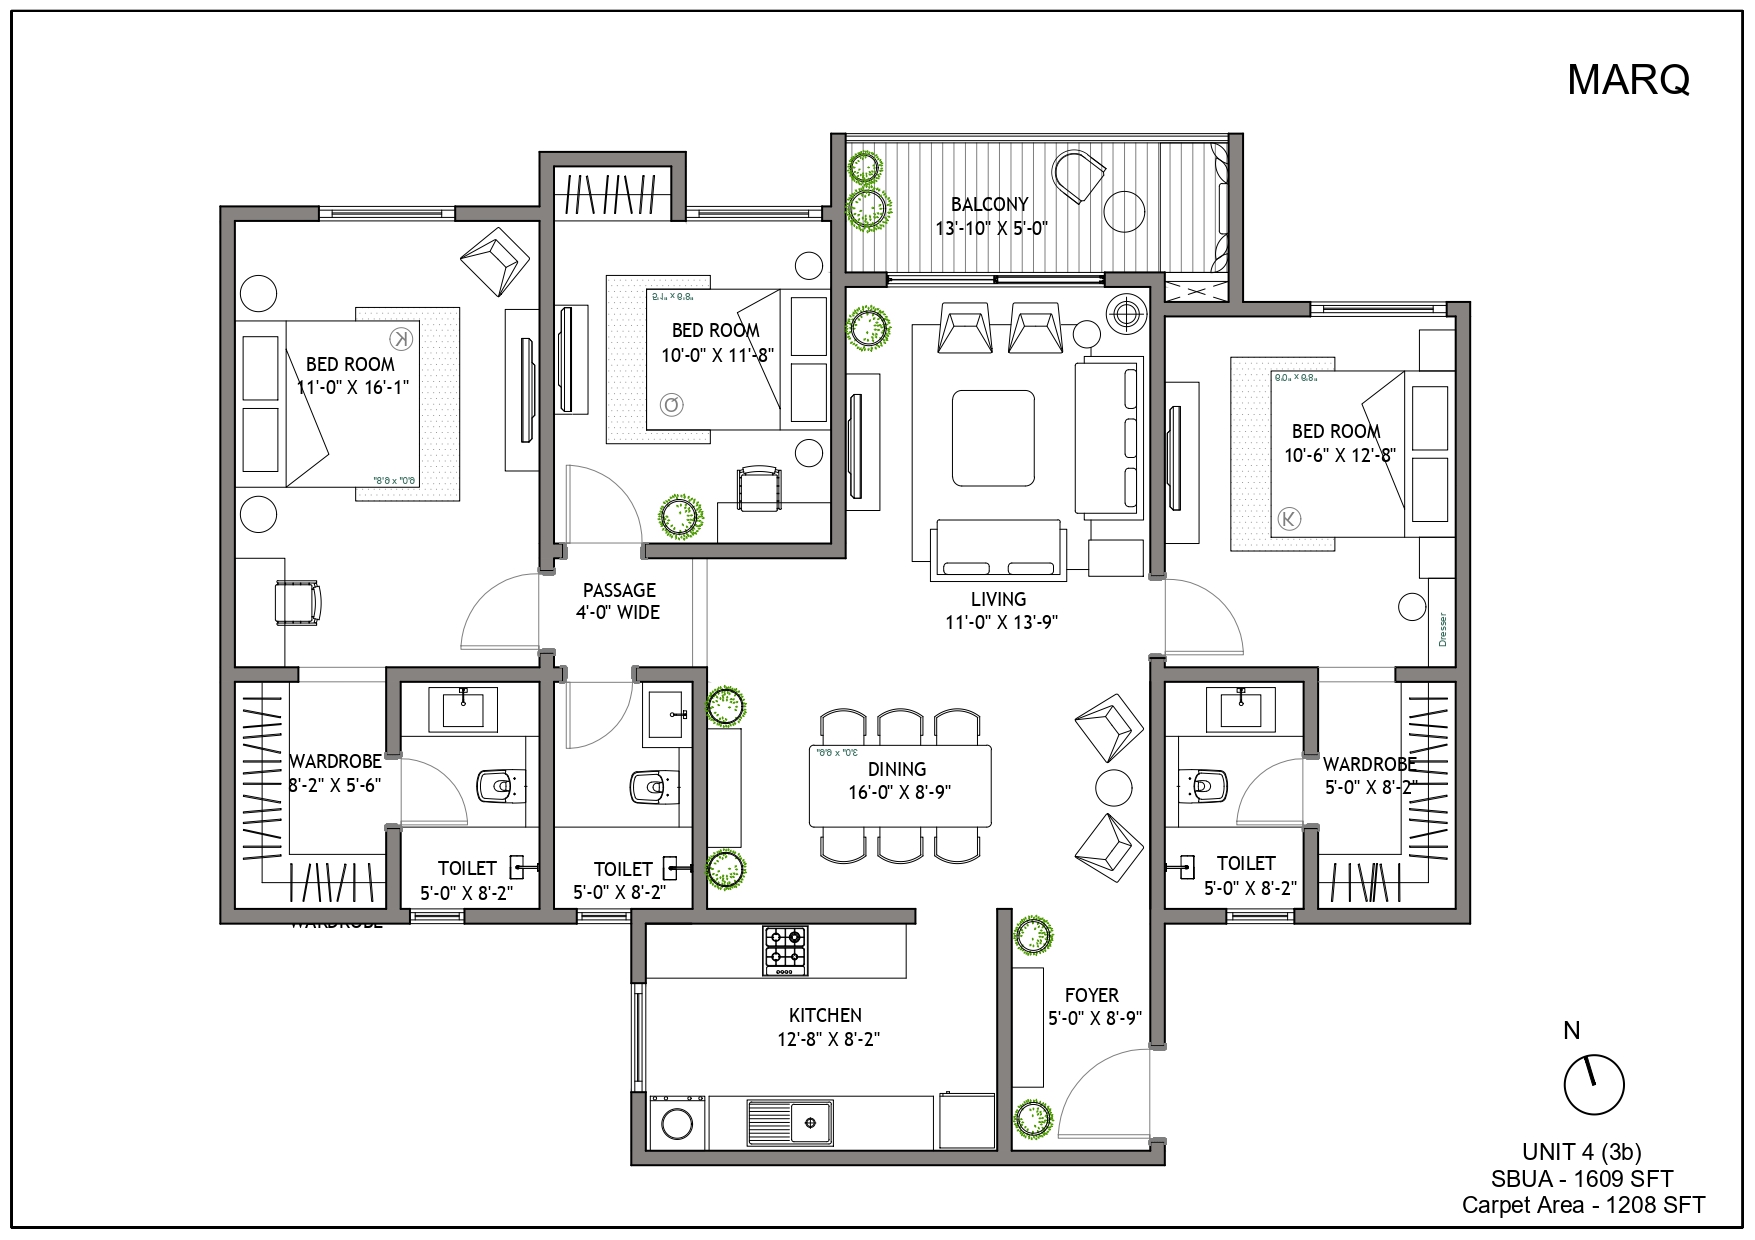 MARQ
BALCONY
13'-10" X 5'-0"
BED ROOM
11'-0" X 16'-1"
6'.0" x 6'.8"
K
BED ROOM
10'-0" X 11'-8"
Q
LIVING
11'-0" X 13'-9"
BED ROOM
10'-6" X 12'-8"
K
Dresser
PASSAGE
4'-0" WIDE
WARDROBE
8'-2" X 5'-6"
WARDROBE
TOILET
5'-0" X 8'-2"
TOILET
5'-0" X 8'-2"
DINING
16'-0" X 8'-9"
TOILET
5'-0" X 8'-2"
WARDROBE
5'-0" X 8'-2"
KITCHEN
12'-8" X 8'-2"
FOYER
5'-0" X 8'-9"
N
UNIT 4 (3b)
SBUA - 1609 SFT
Carpet Area - 1208 SFT